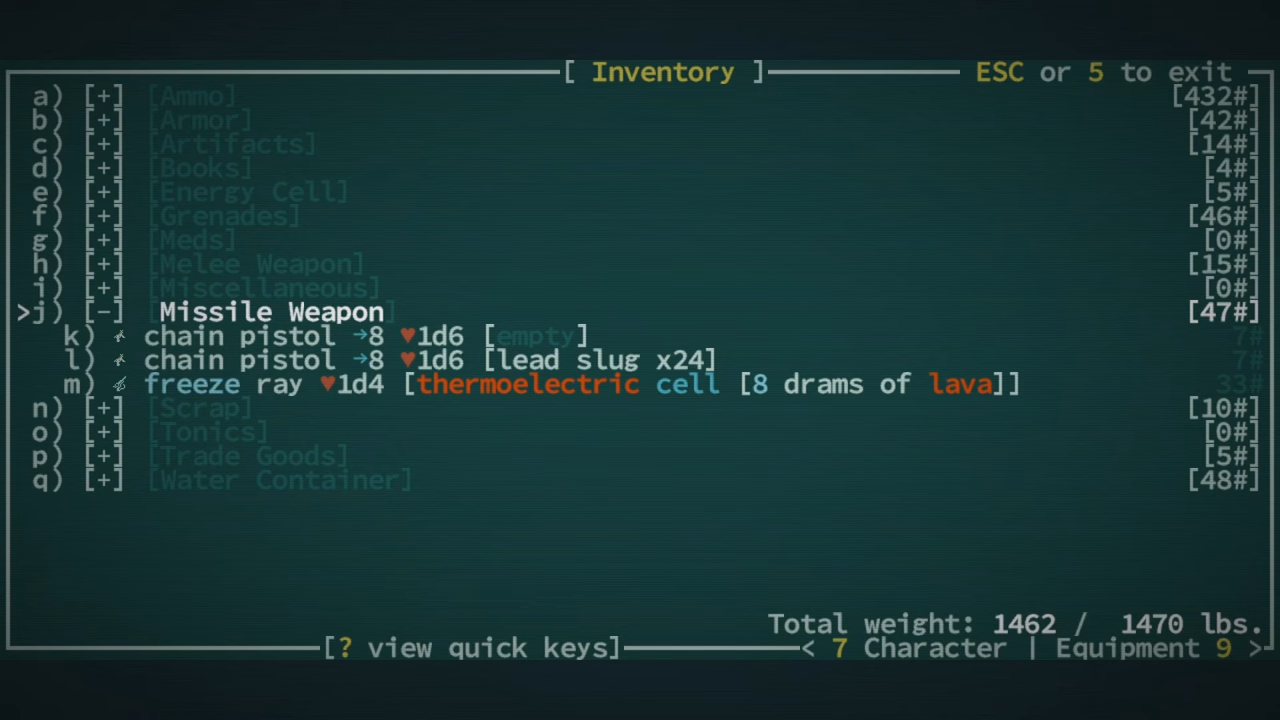 [ Inventory ] ESC or 5 to exit
a) [+] [Ammo] [432#]
b) [+] [Armor] [42#]
c) [+] [Artifacts] [14#]
d) [+] [Books] [4#]
e) [+] [Energy Cell] [5#]
f) [+] [Grenades] [46#]
g) [+] [Meds] [0#]
h) [+] [Melee Weapon] [15#]
i) [+] [Miscellaneous] [0#]
>j) [-] [Missile Weapon] [47#]
k) chain pistol →8 ♥1d6 [empty] 7#
l) chain pistol →8 ♥1d6 [lead slug x24] 7#
m) freeze ray ♥1d4 [thermoelectric cell [8 drams of lava]] 33#
n) [+] [Scrap] [10#]
o) [+] [Tonics] [0#]
p) [+] [Trade Goods] [5#]
q) [+] [Water Container] [48#]
Total weight: 1462 / 1470 lbs.
[? view quick keys] < 7 Character | Equipment 9 >